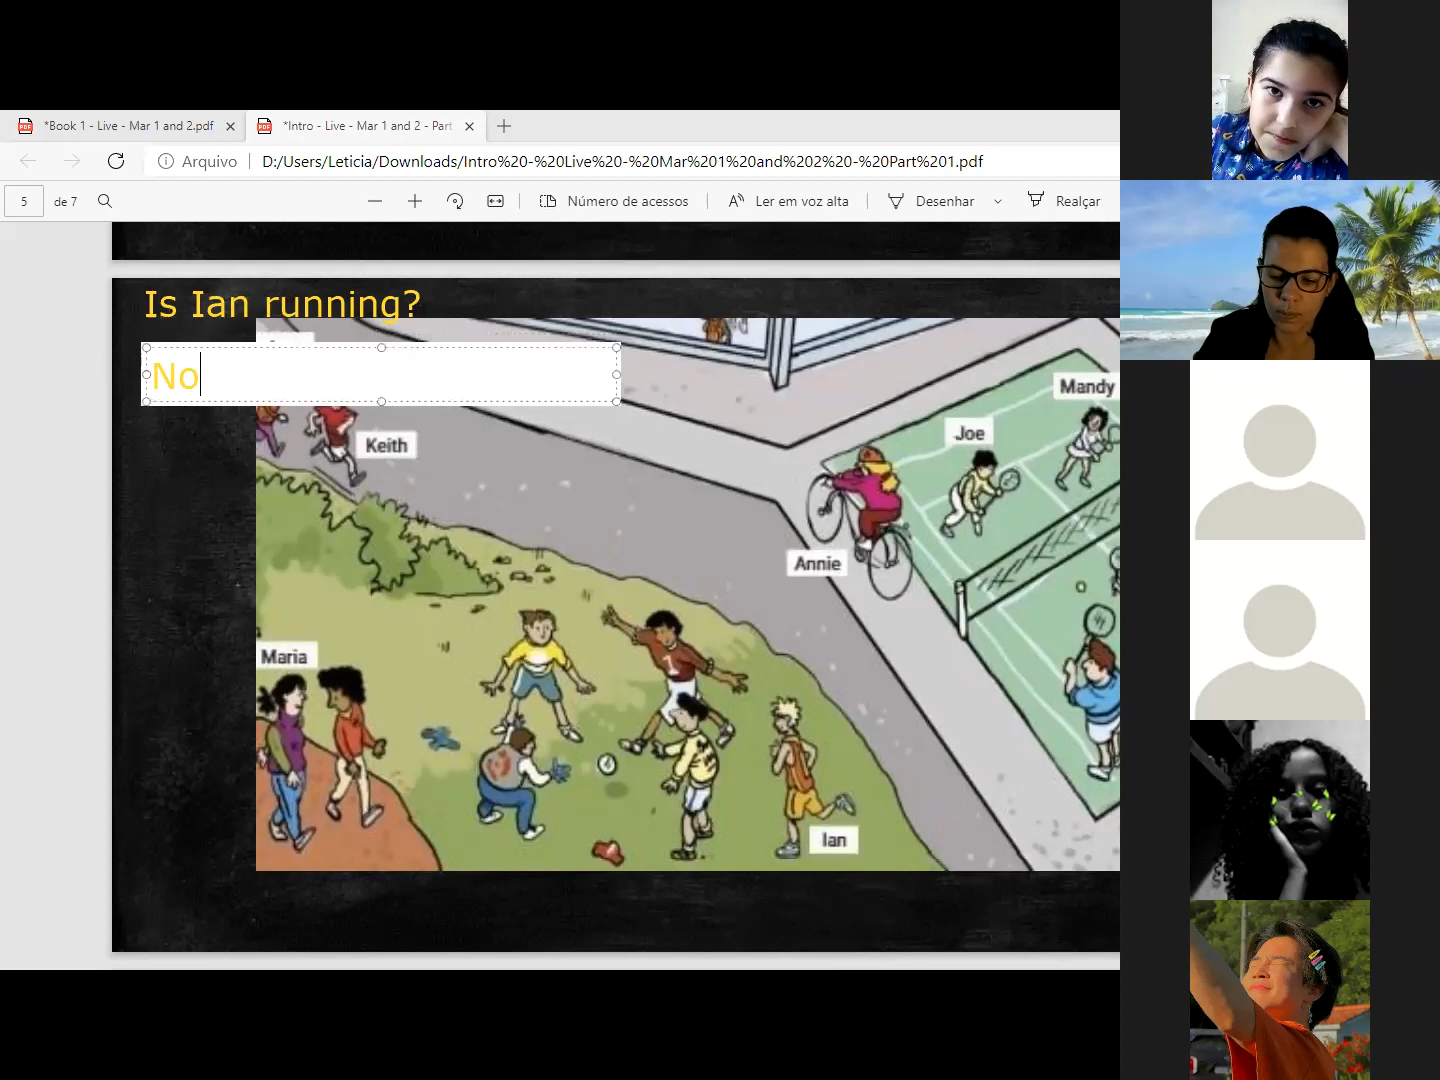 *Book 1 - Live - Mar 1 and 2.pdf
*Intro - Live - Mar 1 and 2 - Part
Arquivo
D:/Users/Leticia/Downloads/Intro%20-%20Live%20-%20Mar%201%20and%202%20-%20Part%201.pdf
5 de 7
Número de acessos
Ler em voz alta
Desenhar
Realçar
Is Ian running?
No
Mandy
Joe
Keith
Annie
Maria
Ian